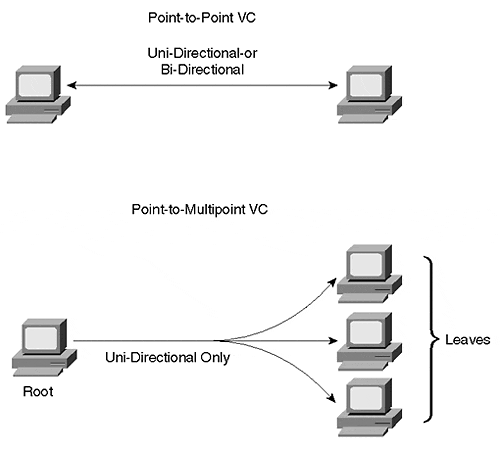 Point-to-Point VC
Uni-Directional-or
Bi-Directional
Point-to-Multipoint VC
Uni-Directional Only
Leaves
Root